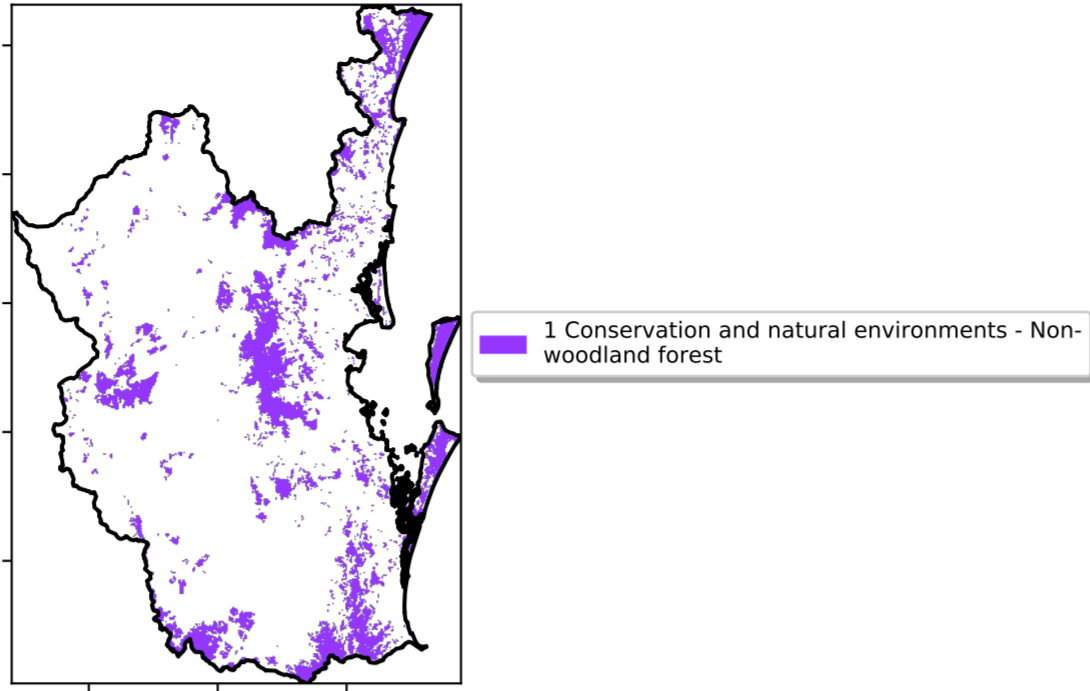 1 Conservation and natural environments - Non-
woodland forest